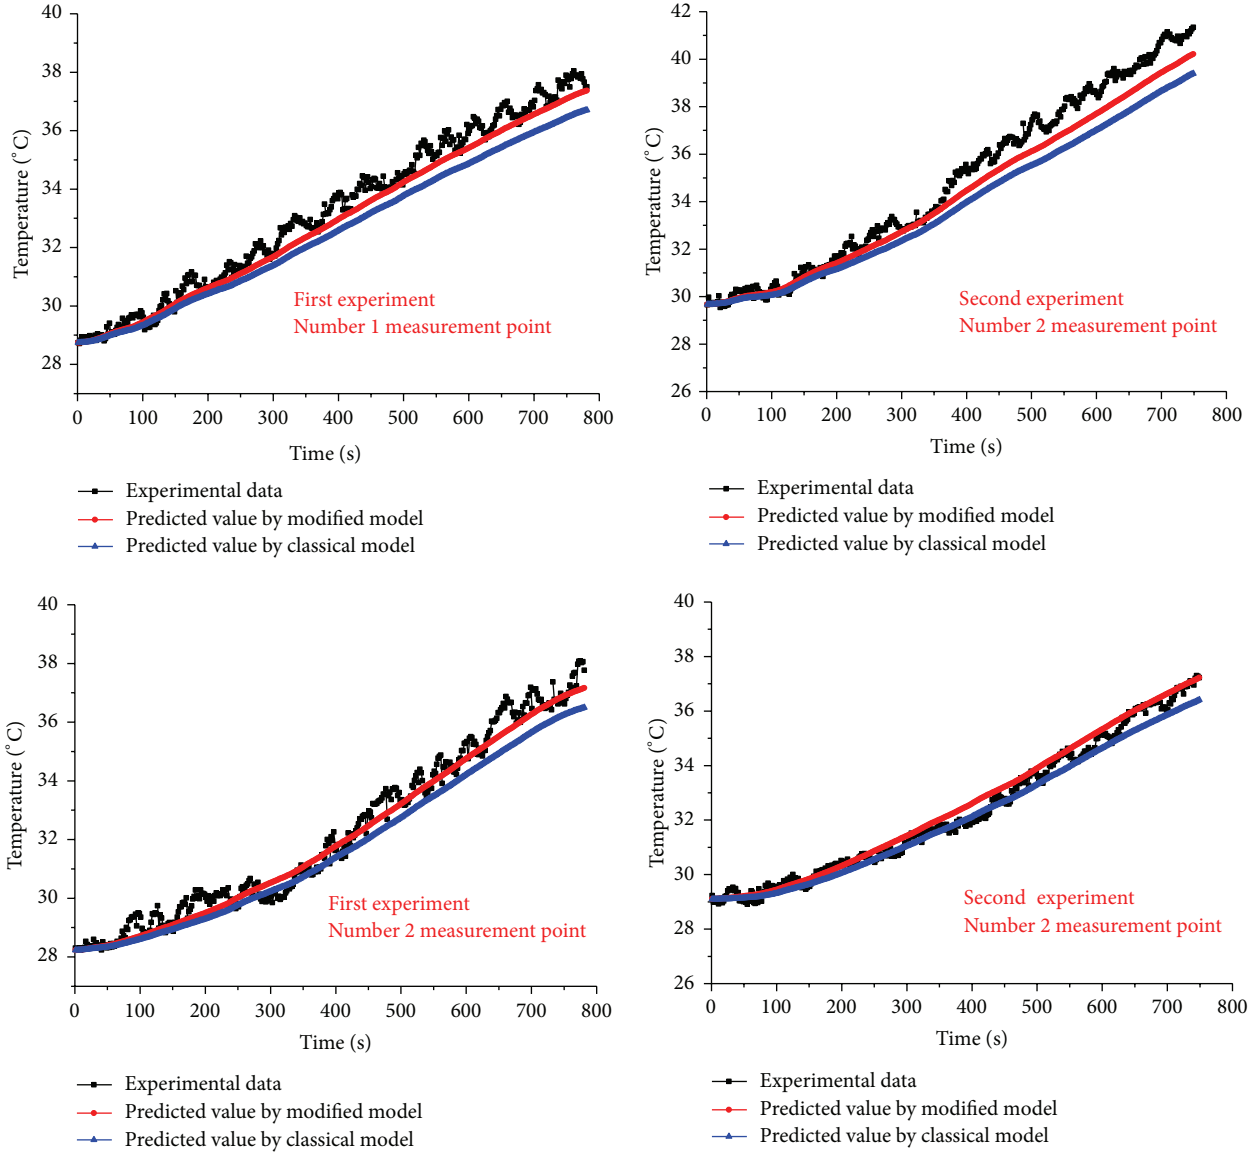 40
38
36
34
32
30
28
Temperature (°C)
0 100 200 300 400 500 600 700 800
Time (s)
First experiment
Number 1 measurement point
Experimental data
Predicted value by modified model
Predicted value by classical model
42
40
38
36
34
32
30
28
26
Temperature (°C)
0 100 200 300 400 500 600 700 800
Time (s)
Second experiment
Number 2 measurement point
Experimental data
Predicted value by modified model
Predicted value by classical model
40
38
36
34
32
30
28
Temperature (°C)
0 100 200 300 400 500 600 700 800
Time (s)
First experiment
Number 2 measurement point
Experimental data
Predicted value by modified model
Predicted value by classical model
40
38
36
34
32
30
28
26
Temperature (°C)
0 100 200 300 400 500 600 700 800
Time (s)
Second experiment
Number 2 measurement point
Experimental data
Predicted value by modified model
Predicted value by classical model